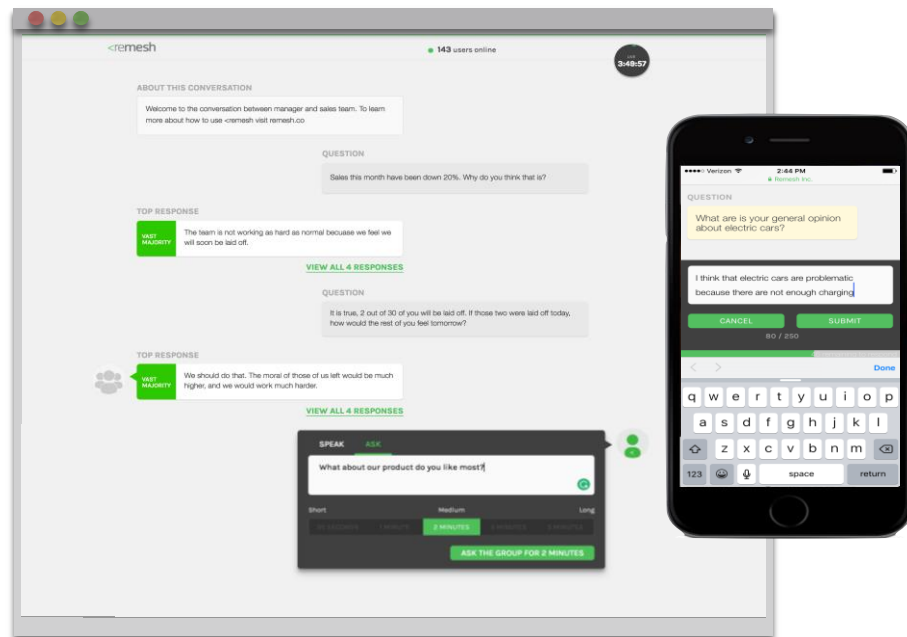 <remesh
143 users online
LIVE
3:49:57
ABOUT THIS CONVERSATION
Welcome to the conversation between manager and sales team. To learn
more about how to use <remesh visit remesh.co
QUESTION
Sales this month have been down 20%. Why do you think that is?
TOP RESPONSE
VAST
MAJORITY
The team is not working as hard as normal becuase we feel we
will soon be laid off.
VIEW ALL 4 RESPONSES
QUESTION
It is true, 2 out of 30 of you will be laid off. If those two were laid off today,
how would the rest of you feel tomorrow?
TOP RESPONSE
VAST
MAJORITY
We should do that. The moral of those of us left would be much
higher, and we would work much harder.
VIEW ALL 4 RESPONSES
SPEAK ASK
What about our product do you like most?
Short Medium Long
SECONDS 1 MINUTE 2 MINUTES MINUTES MINUTES
ASK THE GROUP FOR 2 MINUTES
Verizon 2:44 PM
Remesh Inc.
QUESTION
What are is your general opinion
about electric cars?
I think that electric cars are problematic
because there are not enough charging
CANCEL SUBMIT
80 / 250
Done
q w e r t y u i o p
a s d f g h j k l
z x c v b n m
123 space return